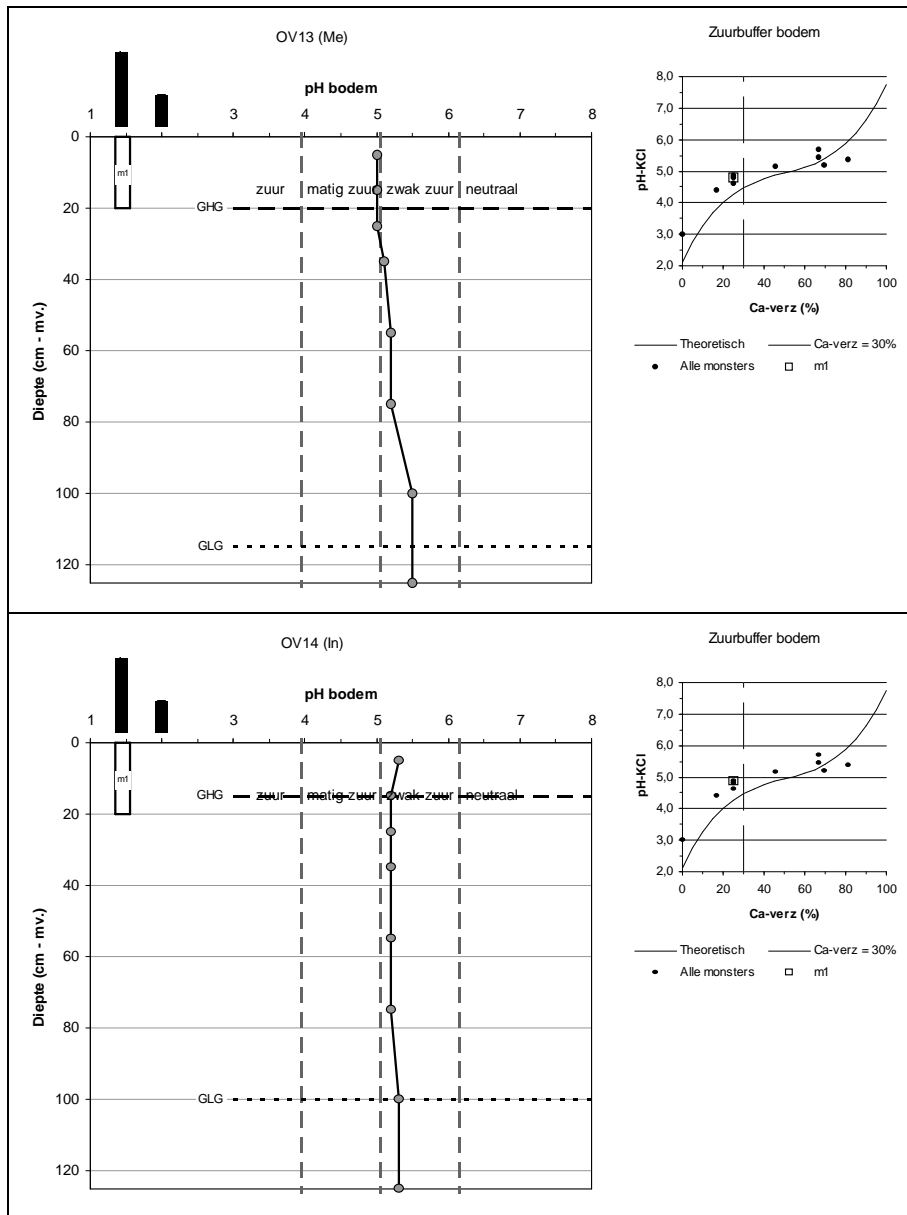 OV13 (Me)
pH bodem
1 2 3 4 5 6 7 8
0
20
40
60
80
100
120
Diepte (cm - mv.)
m1
zuur matig zuur zwak zuur neutraal
GHG
GLG
Zuurbuffer bodem
8,0
7,0
6,0
5,0
4,0
3,0
2,0
pH-KCl
0 20 40 60 80 100
Ca-verz (%)
Theoretisch Ca-verz = 30%
Alle monsters m1
OV14 (In)
pH bodem
1 2 3 4 5 6 7 8
0
20
40
60
80
100
120
Diepte (cm - mv.)
m1
GHG
zuur matig zuur zwak zuur neutraal
GLG
Zuurbuffer bodem
8,0
7,0
6,0
5,0
4,0
3,0
2,0
pH-KCl
0 20 40 60 80 100
Ca-verz (%)
Theoretisch Ca-verz = 30%
Alle monsters m1